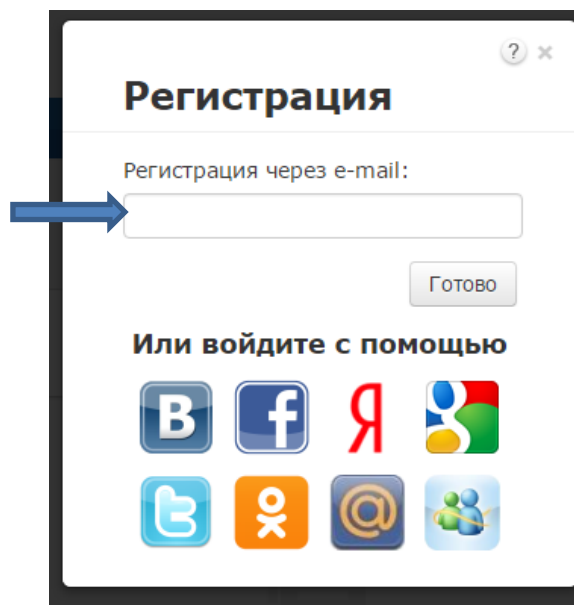 ?
Регистрация
Регистрация через e-mail:
Готово
Или войдите с помощью
В f Я g
t @